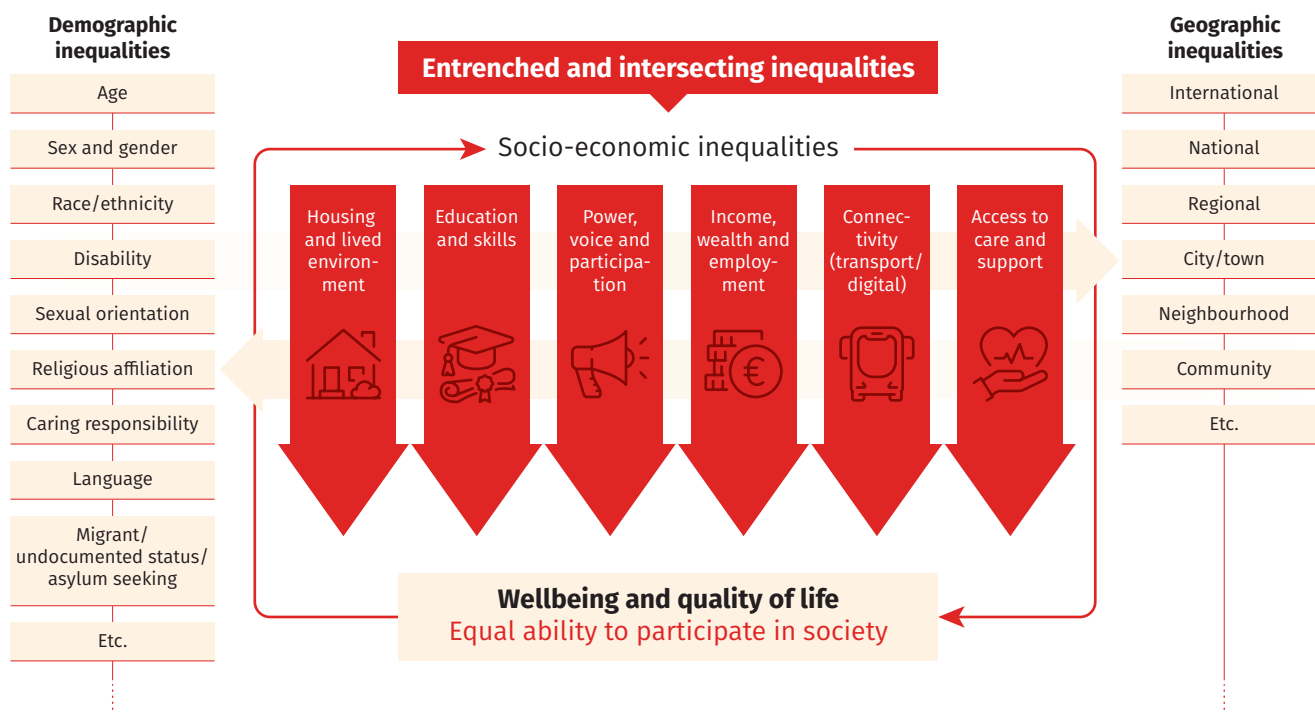 Demographic
inequalities
Age
Sex and gender
Race/ethnicity
Disability
Sexual orientation
Religious affiliation
Caring responsibility
Language
Migrant/
undocumented status/
asylum seeking
Etc.
Entrenched and intersecting inequalities
Socio-economic inequalities
Housing
and lived
environ-
ment
Education
and skills
Power,
voice and
participa-
tion
Income,
wealth and
employ-
ment
€
Connec-
tivity
(transport/
digital)
Access to
care and
support
Wellbeing and quality of life
Equal ability to participate in society
Geographic
inequalities
International
National
Regional
City/town
Neighbourhood
Community
Etc.